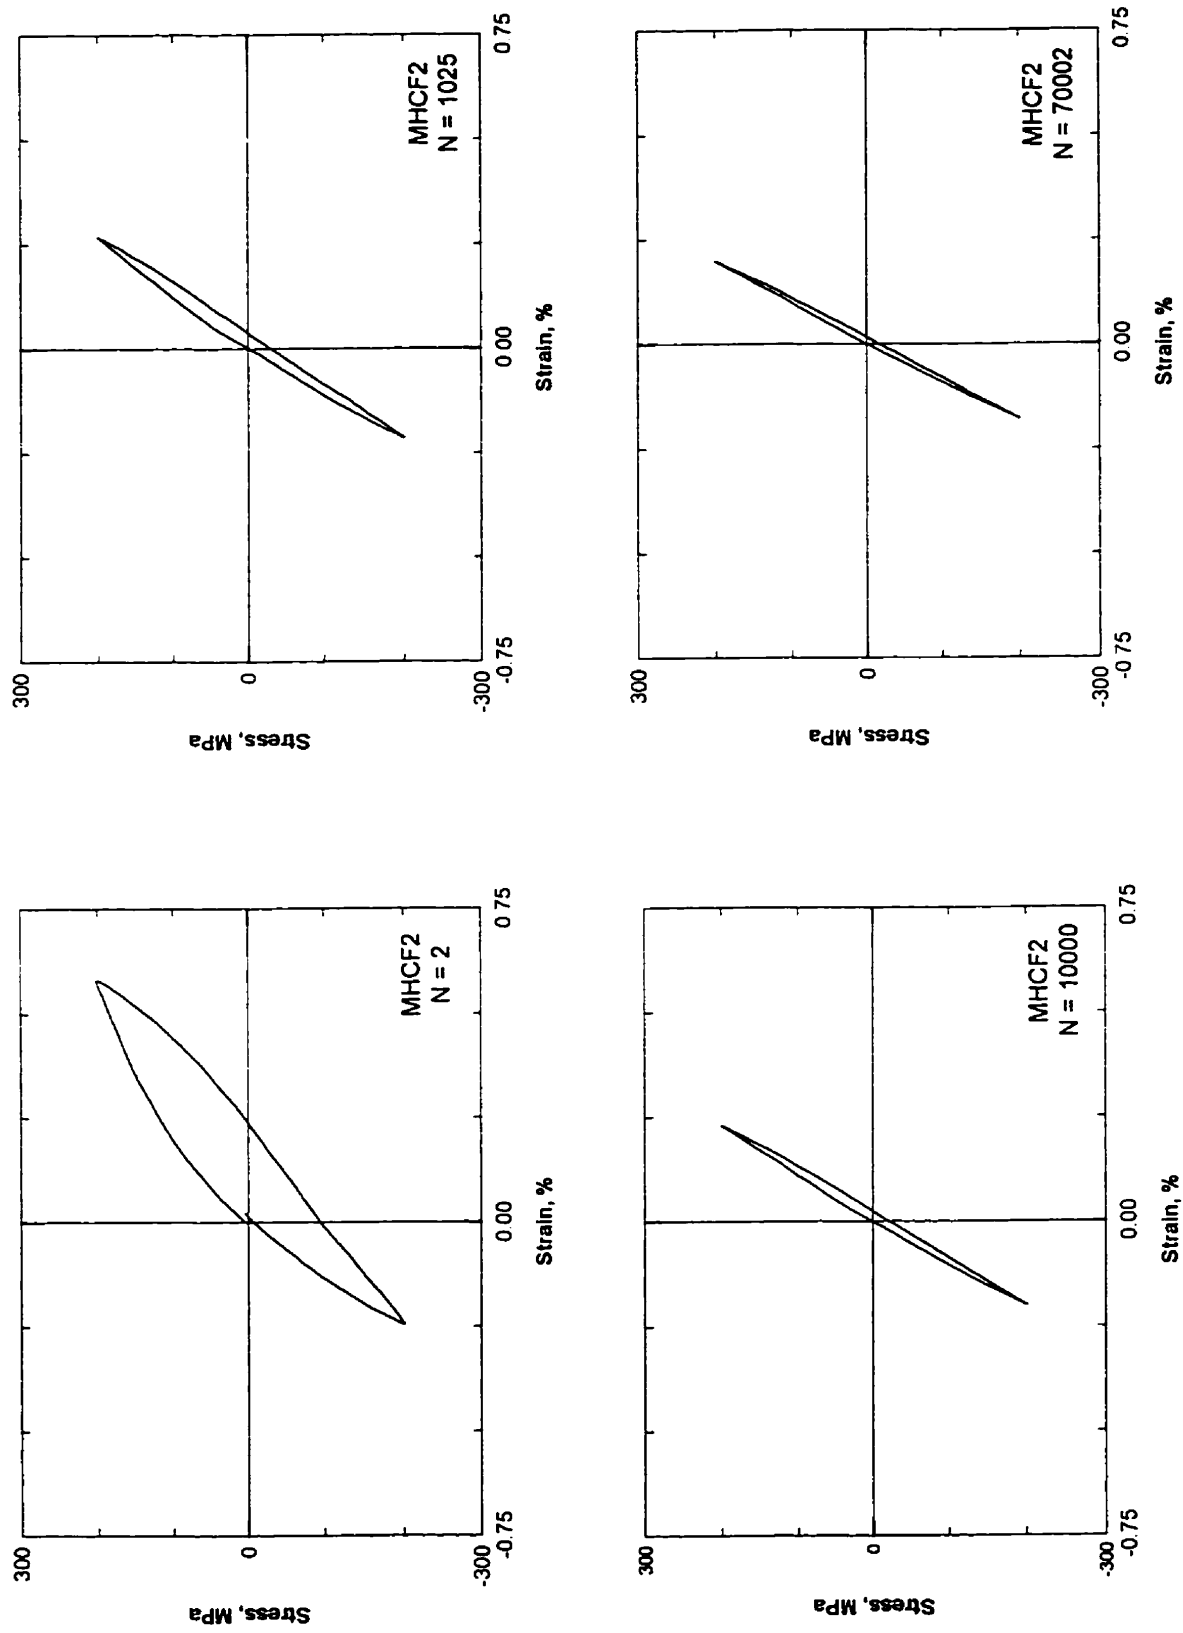 300
0
-300
Stress, MPa
-0.75
0.00
0.75
Strain, %
MHCF2
N = 2
300
0
-300
Stress, MPa
-0.75
0.00
0.75
Strain, %
MHCF2
N = 1025
300
0
-300
Stress, MPa
-0.75
0.00
0.75
Strain, %
MHCF2
N = 10000
300
0
-300
Stress, MPa
-0.75
0.00
0.75
Strain, %
MHCF2
N = 70002